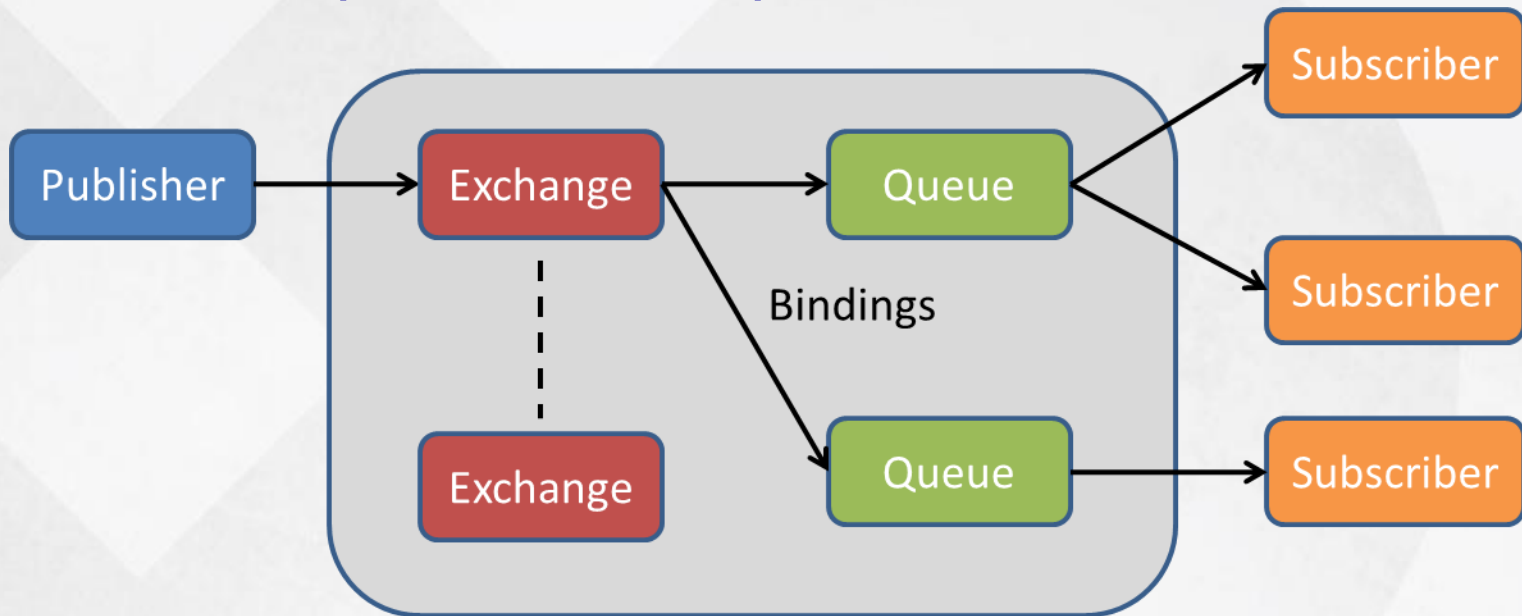 Publisher
Exchange
Queue
Subscriber
Subscriber
Bindings
Exchange
Queue
Subscriber